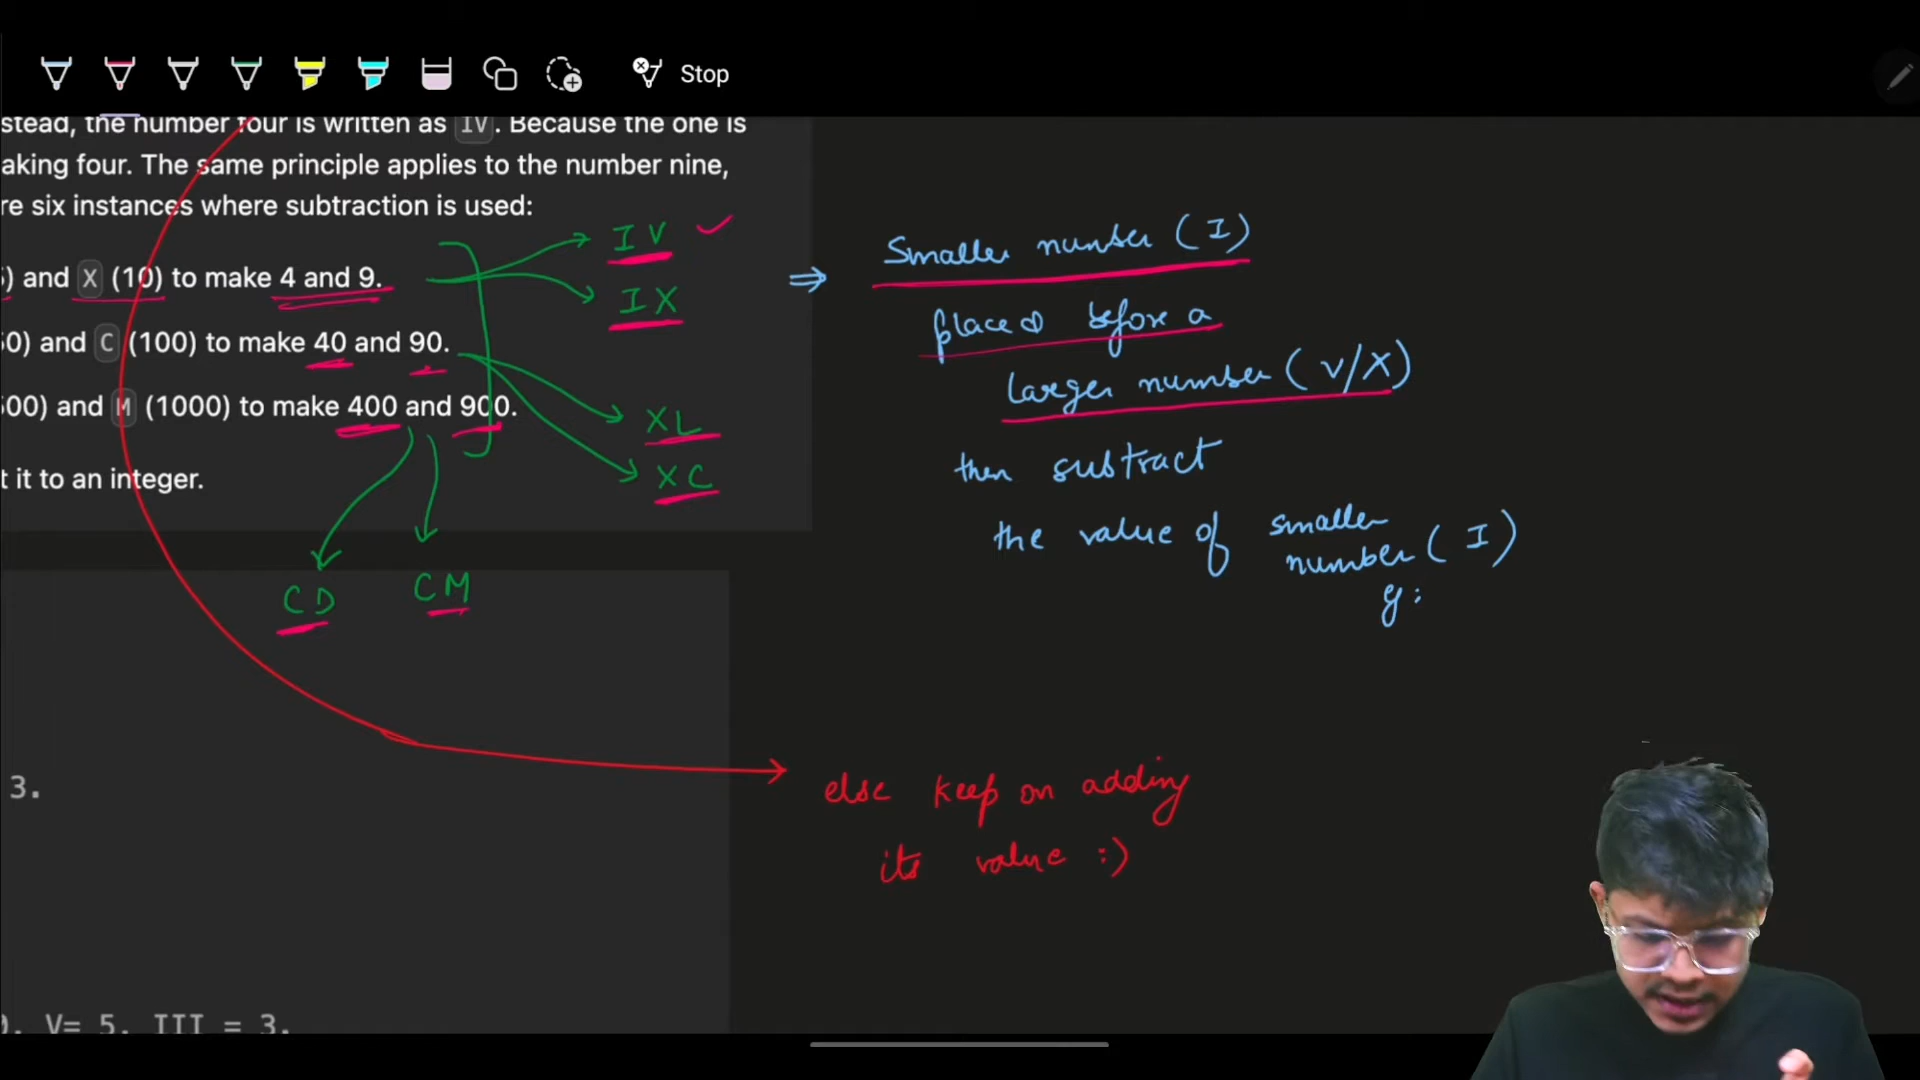 Stop
stead, the number four is written as IV. Because the one is
aking four. The same principle applies to the number nine,
re six instances where subtraction is used:
) and X (10) to make 4 and 9.
0) and C (100) to make 40 and 90.
00) and M (1000) to make 400 and 900.
t it to an integer.
IV
IX
XL
XC
CD
CM
3.
). V= 5. III = 3.
Smaller number (I)
placed before a
larger number (V/X)
then subtract
the value of smaller
number (I)
else keep on adding
its value :)